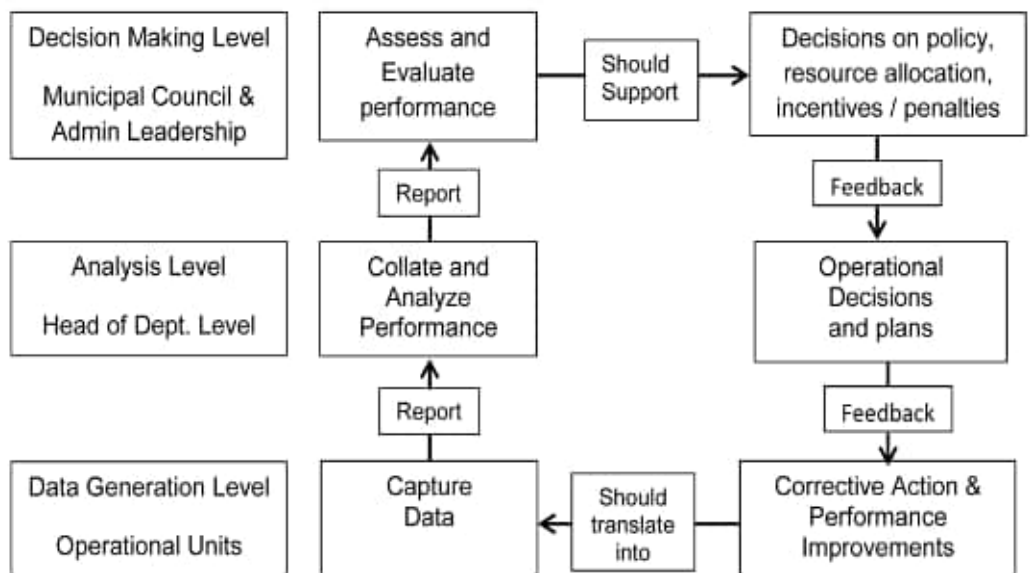 Decision Making Level
Municipal Council &
Admin Leadership
Assess and
Evaluate
performance
Should
Support
Decisions on policy,
resource allocation,
incentives / penalties
Report
Feedback
Analysis Level
Head of Dept. Level
Collate and
Analyze
Performance
Operational
Decisions
and plans
Report
Feedback
Data Generation Level
Operational Units
Capture
Data
Should
translate
into
Corrective Action &
Performance
Improvements